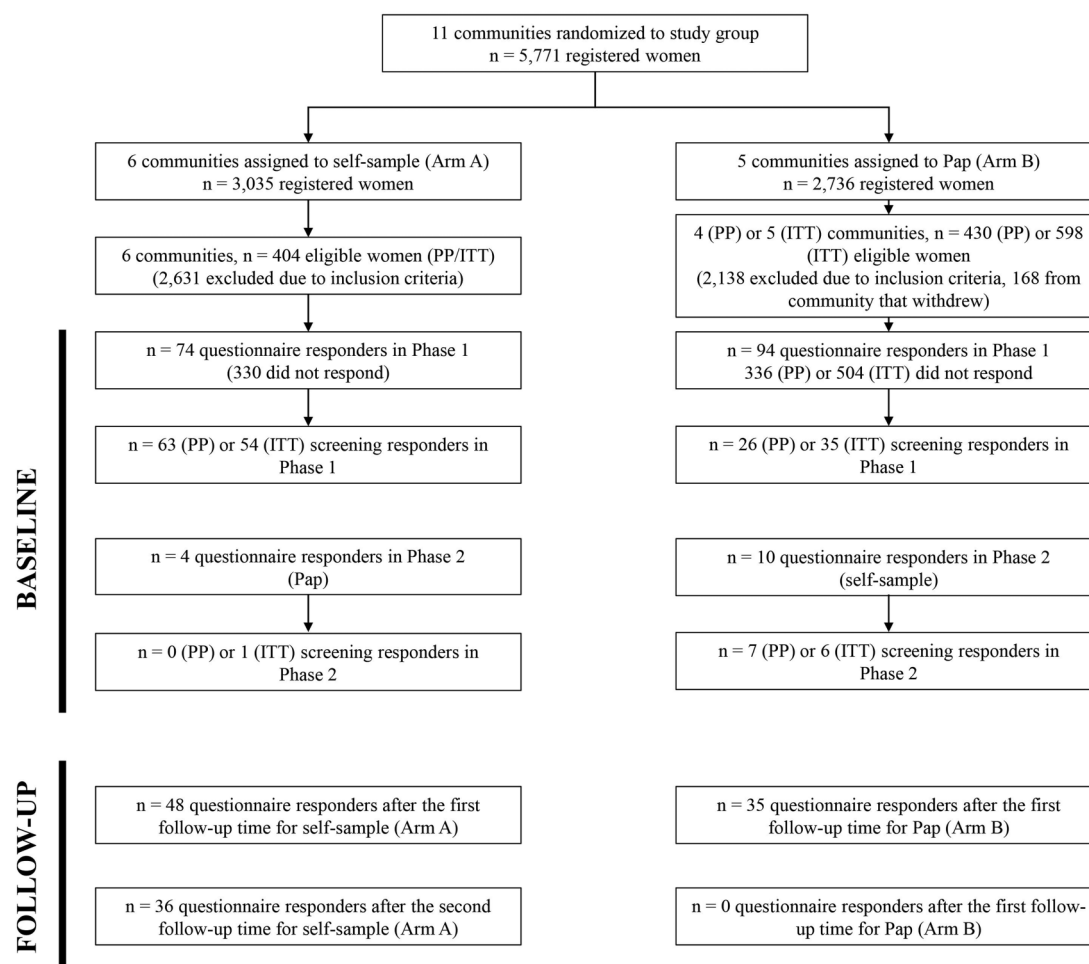 11 communities randomized to study group
n = 5,771 registered women
6 communities assigned to self-sample (Arm A)
n = 3,035 registered women
5 communities assigned to Pap (Arm B)
n = 2,736 registered women
6 communities, n = 404 eligible women (PP/ITT)
(2,631 excluded due to inclusion criteria)
4 (PP) or 5 (ITT) communities, n = 430 (PP) or 598
(ITT) eligible women
(2,138 excluded due to inclusion criteria, 168 from
community that withdrew)
BASELINE
n = 74 questionnaire responders in Phase 1
(330 did not respond)
n = 94 questionnaire responders in Phase 1
336 (PP) or 504 (ITT) did not respond
n = 63 (PP) or 54 (ITT) screening responders in
Phase 1
n = 26 (PP) or 35 (ITT) screening responders in
Phase 1
n = 4 questionnaire responders in Phase 2
(Pap)
n = 10 questionnaire responders in Phase 2
(self-sample)
n = 0 (PP) or 1 (ITT) screening responders in
Phase 2
n = 7 (PP) or 6 (ITT) screening responders in
Phase 2
FOLLOW-UP
n = 48 questionnaire responders after the first
follow-up time for self-sample (Arm A)
n = 35 questionnaire responders after the first
follow-up time for Pap (Arm B)
n = 36 questionnaire responders after the second
follow-up time for self-sample (Arm A)
n = 0 questionnaire responders after the first follow-
up time for Pap (Arm B)